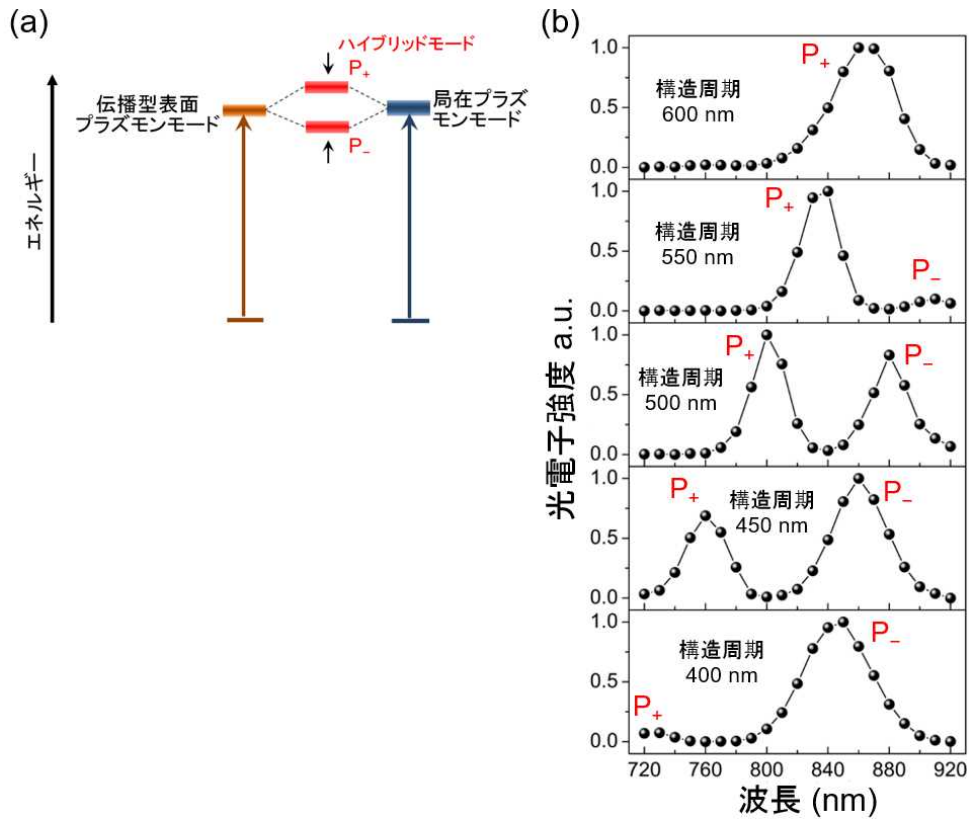 (a)
ハイブリッドモード
P+
伝播型表面
プラズモンモード
局在プラズ
モンモード
P−
エネルギー
(b)
光電子強度 a.u.
1.0
0.5
0.0
P+
構造周期
600 nm
1.0
0.5
0.0
P+
構造周期
550 nm
P−
1.0
0.5
0.0
P+
構造周期
500 nm
P−
1.0
0.5
0.0
P+
構造周期
450 nm
P−
1.0
0.5
0.0
P+
構造周期
400 nm
P−
720 760 800 840 880 920
波長 (nm)